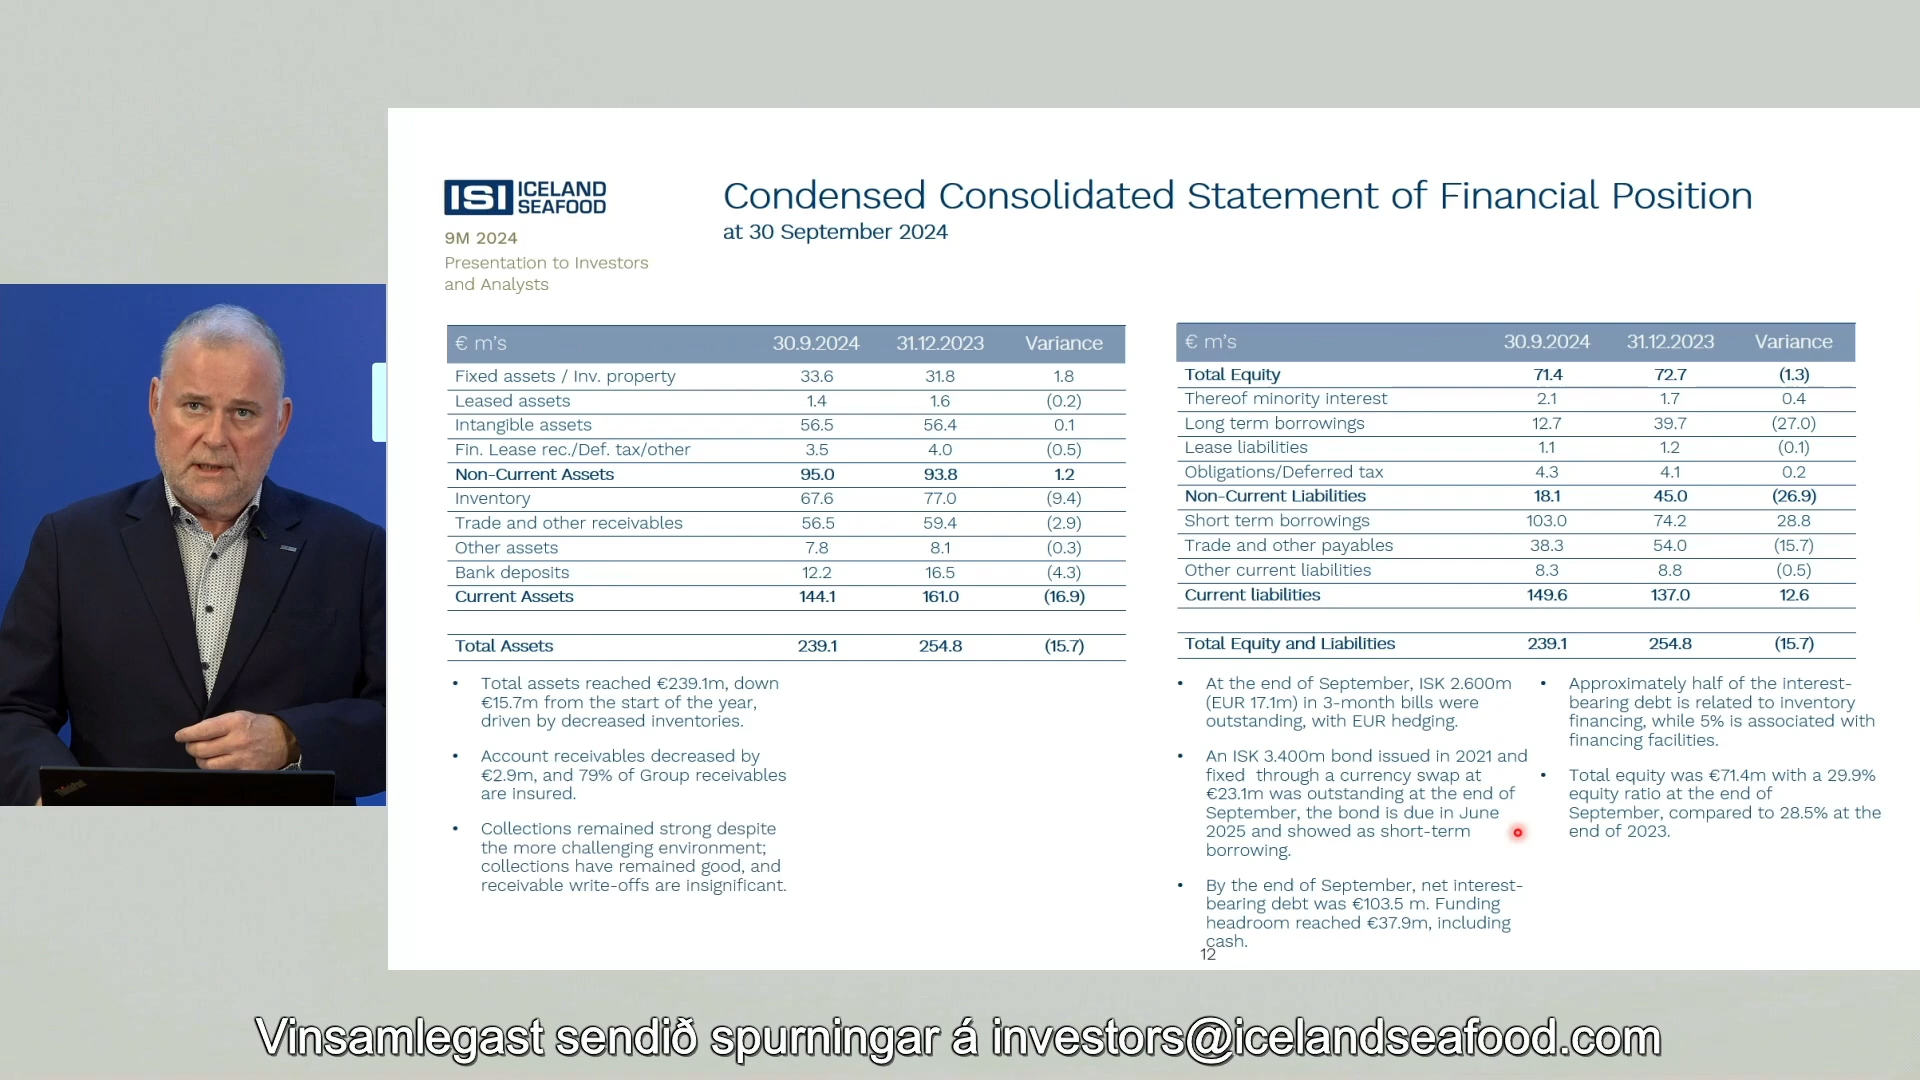 ISI ICELAND
SEAFOOD
9M 2024
Presentation to Investors
and Analysts
Condensed Consolidated Statement of Financial Position
at 30 September 2024
€ m's 30.9.2024 31.12.2023 Variance
Fixed assets / Inv. property 33.6 31.8 1.8
Leased assets 1.4 1.6 (0.2)
Intangible assets 56.5 56.4 0.1
Fin. Lease rec./Def. tax/other 3.5 4.0 (0.5)
Non-Current Assets 95.0 93.8 1.2
Inventory 67.6 77.0 (9.4)
Trade and other receivables 56.5 59.4 (2.9)
Other assets 7.8 8.1 (0.3)
Bank deposits 12.2 16.5 (4.3)
Current Assets 144.1 161.0 (16.9)
Total Assets 239.1 254.8 (15.7)
• Total assets reached €239.1m, down
€15.7m from the start of the year,
driven by decreased inventories.
• Account receivables decreased by
€2.9m, and 79% of Group receivables
are insured.
• Collections remained strong despite
the more challenging environment;
collections have remained good, and
receivable write-offs are insignificant.
€ m's 30.9.2024 31.12.2023 Variance
Total Equity 71.4 72.7 (1.3)
Thereof minority interest 2.1 1.7 0.4
Long term borrowings 12.7 39.7 (27.0)
Lease liabilities 1.1 1.2 (0.1)
Obligations/Deferred tax 4.3 4.1 0.2
Non-Current Liabilities 18.1 45.0 (26.9)
Short term borrowings 103.0 74.2 28.8
Trade and other payables 38.3 54.0 (15.7)
Other current liabilities 8.3 8.8 (0.5)
Current liabilities 149.6 137.0 12.6
Total Equity and Liabilities 239.1 254.8 (15.7)
• At the end of September, ISK 2.600m
(EUR 17.1m) in 3-month bills were
outstanding, with EUR hedging.
• An ISK 3.400m bond issued in 2021 and
fixed through a currency swap at
€23.1m was outstanding at the end of
September, the bond is due in June
2025 and showed as short-term
borrowing.
• By the end of September, net interest-
bearing debt was €103.5 m. Funding
headroom reached €37.9m, including
cash.
• Approximately half of the interest-
bearing debt is related to inventory
financing, while 5% is associated with
financing facilities.
• Total equity was €71.4m with a 29.9%
equity ratio at the end of
September, compared to 28.5% at the
end of 2023.
12
ThinkPad
Vinsamlegast sendið spurningar á investors@icelandseafood.com